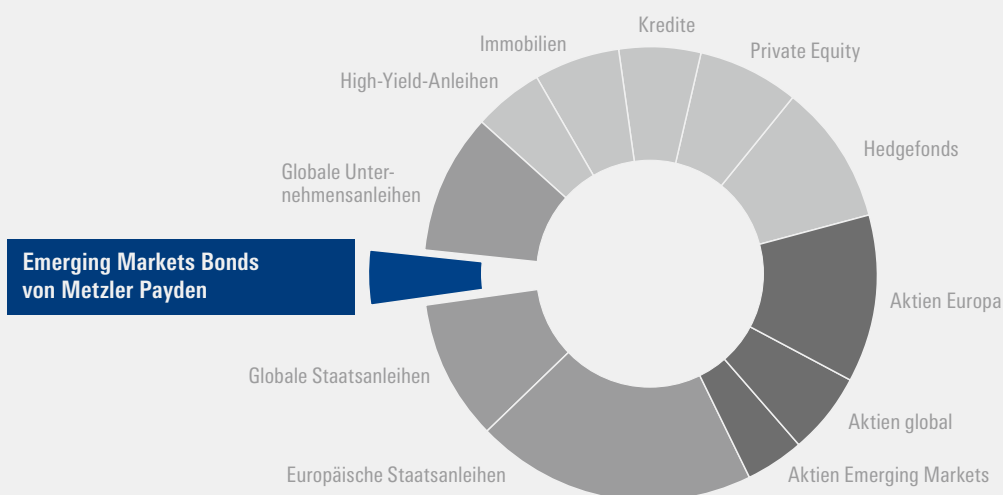 Kredite
Immobilien
Private Equity
High-Yield-Anleihen
Hedgefonds
Globale Unter-
nehmensanleihen
Emerging Markets Bonds
von Metzler Payden
Aktien Europa
Globale Staatsanleihen
Aktien global
Europäische Staatsanleihen
Aktien Emerging Markets